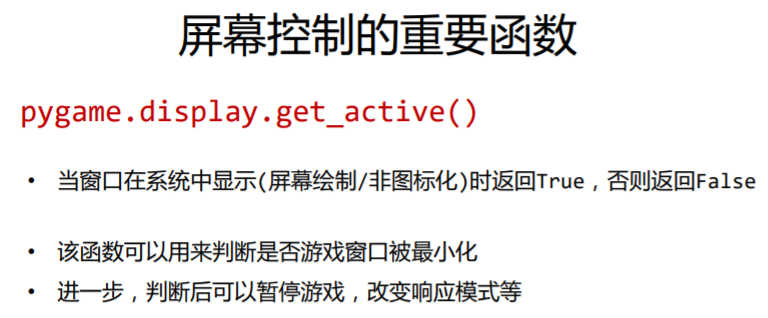 屏幕控制的重要函数
pygame.display.get_active()
• 当窗口在系统中显示(屏幕绘制/非图标化)时返回True，否则返回False
• 该函数可以用来判断是否游戏窗口被最小化
• 进一步，判断后可以暂停游戏，改变响应模式等